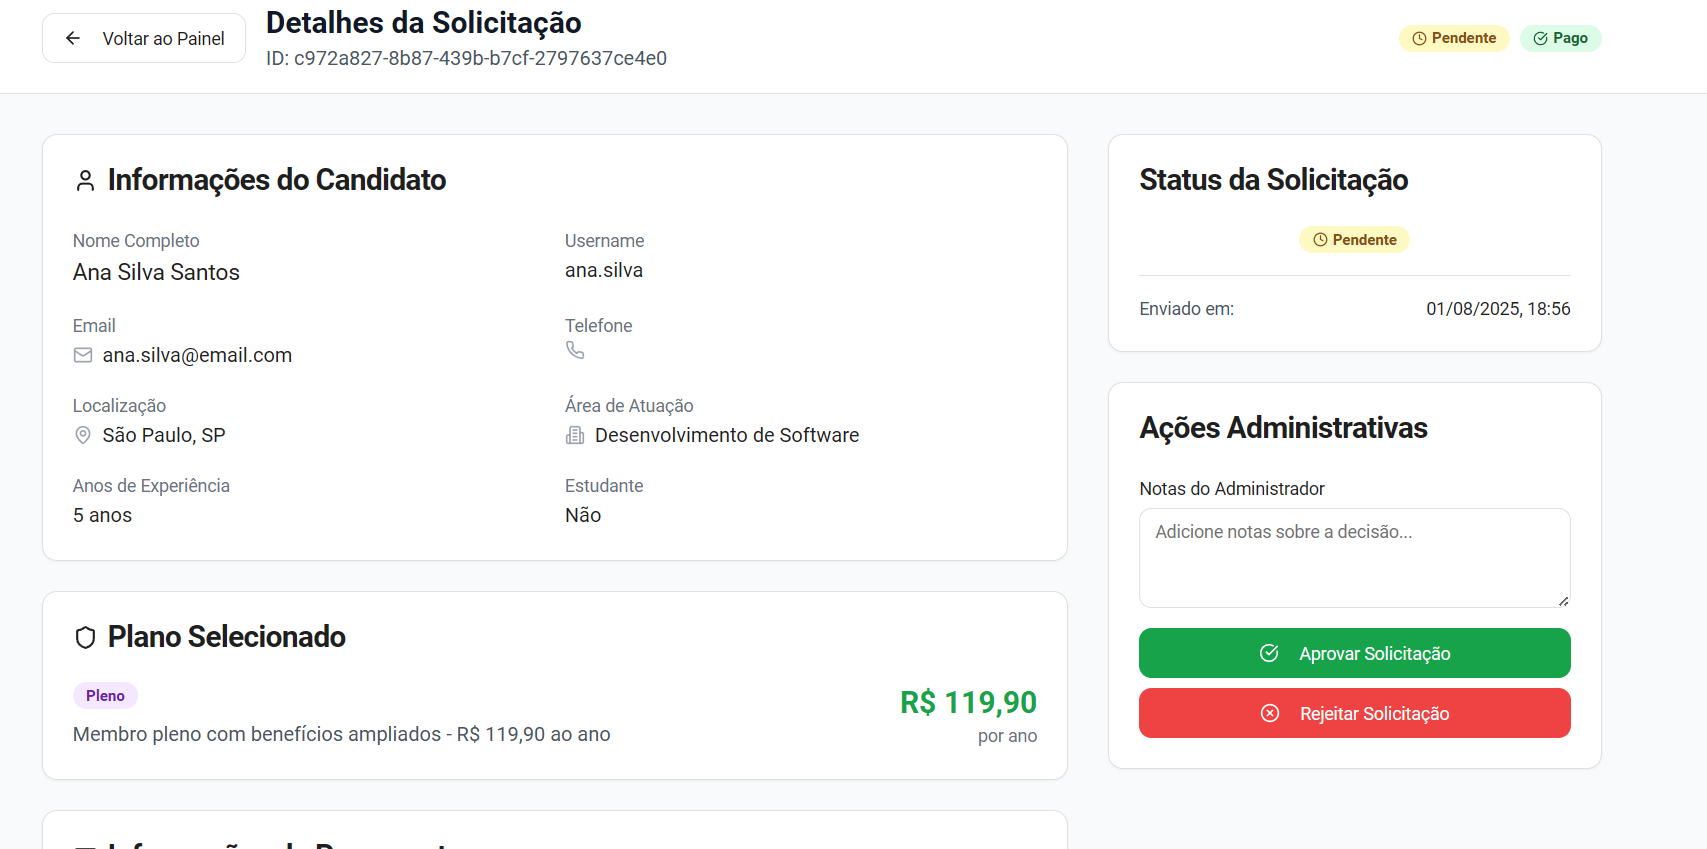 Voltar ao Painel
Detalhes da Solicitação
ID: c972a827-8b87-439b-b7cf-2797637ce4e0
Pendente
Pago
Informações do Candidato
Nome Completo
Ana Silva Santos
Username
ana.silva
Email
ana.silva@email.com
Telefone
Localização
São Paulo, SP
Área de Atuação
Desenvolvimento de Software
Anos de Experiência
5 anos
Estudante
Não
Plano Selecionado
Pleno
Membro pleno com benefícios ampliados - R$ 119,90 ao ano
R$ 119,90
por ano
Status da Solicitação
Pendente
Enviado em:
01/08/2025, 18:56
Ações Administrativas
Notas do Administrador
Adicione notas sobre a decisão...
Aprovar Solicitação
Rejeitar Solicitação